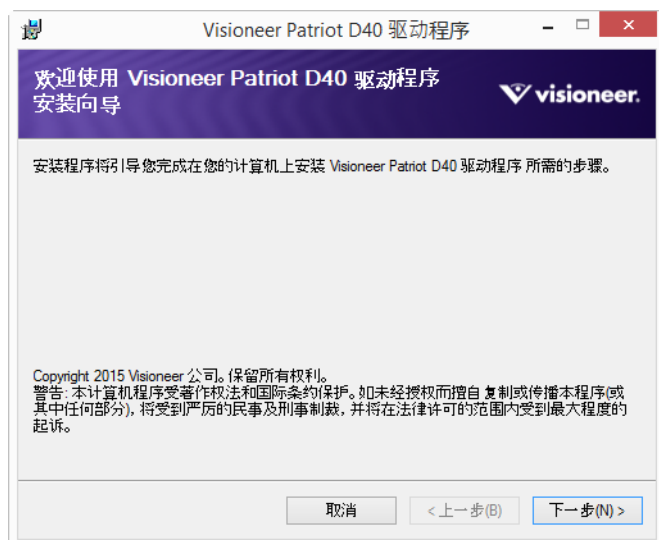 Visioneer Patriot D40 驱动程序
欢迎使用 Visioneer Patriot D40 驱动程序
安装向导
visioneer.
安装程序将引导您完成在您的计算机上安装 Visioneer Patriot D40 驱动程序 所需的步骤。
Copyright 2015 Visioneer 公司。保留所有权利。
警告: 本计算机程序受著作权法和国际条约保护。如未经授权而擅自复制或传播本程序(或
其中任何部分), 将受到严厉的民事及刑事制裁, 并将在法律许可的范围内受到最大程度的
起诉。
取消
<上一步(B)
下一步(N) >